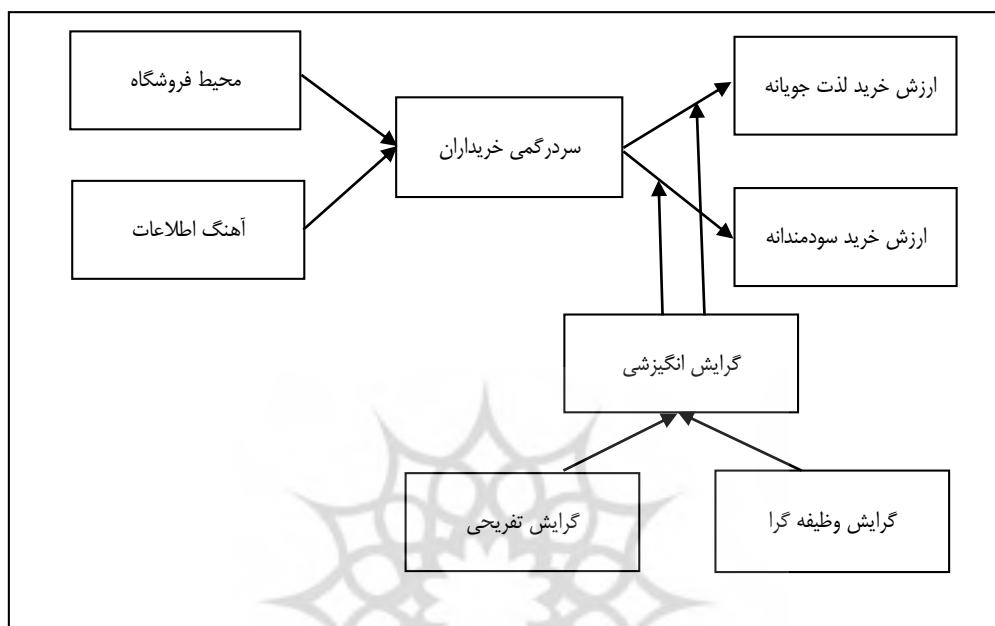 محیط فروشگاه
ارزش خرید لذت جویانه
سردرگمی خریداران
آهنگ اطلاعات
ارزش خرید سودمندانه
گرایش انگیزشی
گرایش وظیفه گرا
گرایش تفریحی